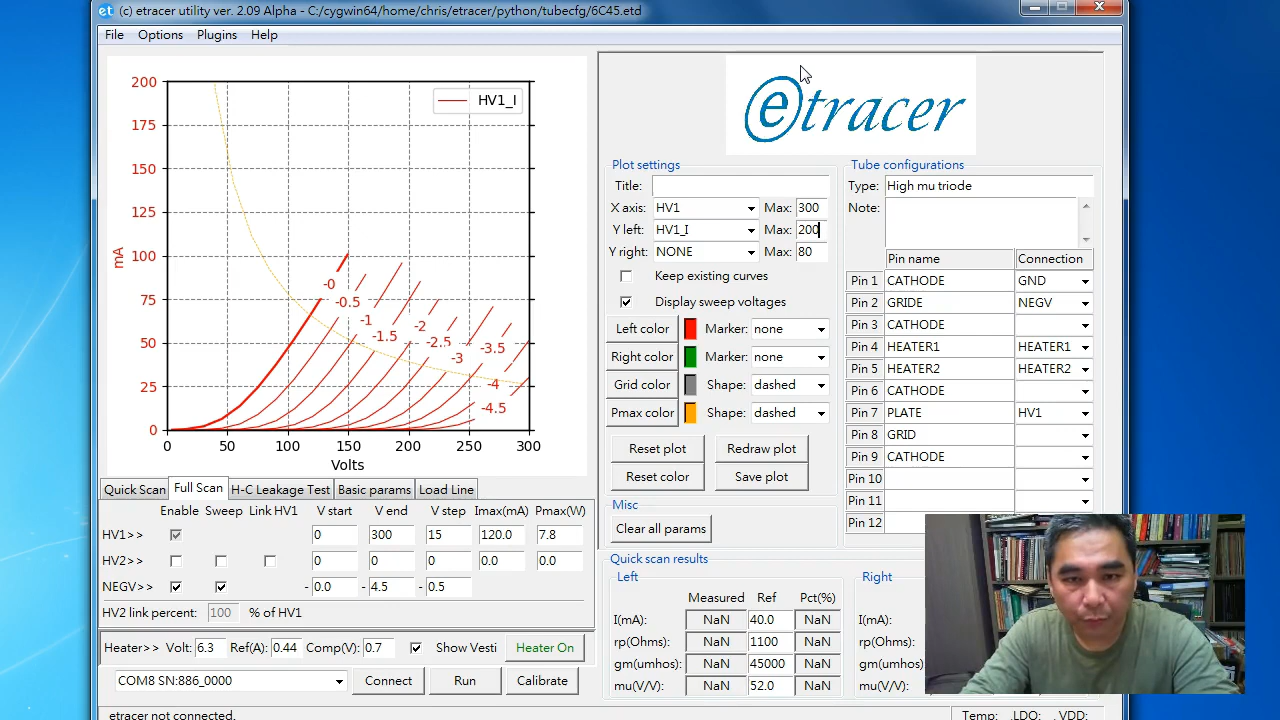 (c) etracer utility ver. 2.09 Alpha - C:/cygwin64/home/chris/etracer/python/tubecfg/6C45.etd
File Options Plugins Help
200
175
150
125
100
75
50
25
0
mA
HV1_I
-0
-0.5
-1
-1.5
-2
-2.5
-3
-3.5
-4
-4.5
0 50 100 150 200 250 300
Volts
etracer
Plot settings
Title:
X axis: HV1 Max: 300
Y left: HV1_I Max: 200
Y right: NONE Max: 80
Keep existing curves
Display sweep voltages
Left color Marker: none
Right color Marker: none
Grid color Shape: dashed
Pmax color Shape: dashed
Reset plot Redraw plot
Reset color Save plot
Misc
Clear all params
Tube configurations
Type: High mu triode
Note:
Pin name Connection
Pin 1 CATHODE GND
Pin 2 GRIDE NEGV
Pin 3 CATHODE
Pin 4 HEATER1 HEATER1
Pin 5 HEATER2 HEATER2
Pin 6 CATHODE
Pin 7 PLATE HV1
Pin 8 GRID
Pin 9 CATHODE
Pin 10
Pin 11
Pin 12
Quick Scan Full Scan H-C Leakage Test Basic params Load Line
Enable Sweep Link HV1 V start V end V step Imax(mA) Pmax(W)
HV1>> 0 300 15 120.0 7.8
HV2>> 0 0 0 0.0 0.0
NEGV>> - 0.0 - 4.5 - 0.5
HV2 link percent: 100 % of HV1
Heater>> Volt: 6.3 Ref(A): 0.44 Comp(V): 0.7 Show Vesti Heater On
COM8 SN:886_0000 Connect Run Calibrate
etracer not connected.
Quick scan results
Left
Measured Ref Pct(%)
I(mA): NaN 40.0 NaN
rp(Ohms): NaN 1100 NaN
gm(umhos): NaN 45000 NaN
mu(V/V): NaN 52.0 NaN
Right
I(mA):
rp(Ohms):
gm(umhos):
mu(V/V):
Temp: .LDO: .VDD: